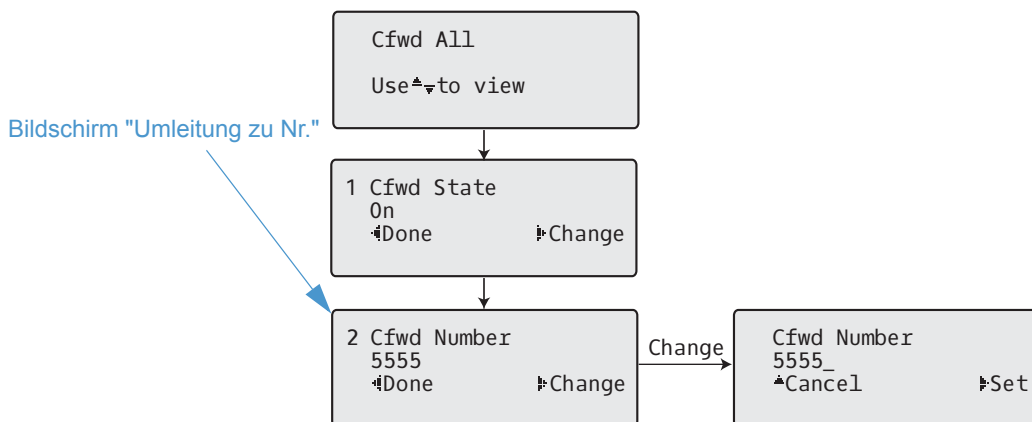 Cfwd All
Use▲▼to view
Bildschirm "Umleitung zu Nr."
1 Cfwd State
On
◀Done ▶Change
2 Cfwd Number
5555
◀Done ▶Change
Change
Cfwd Number
5555_
▲Cancel ▶Set